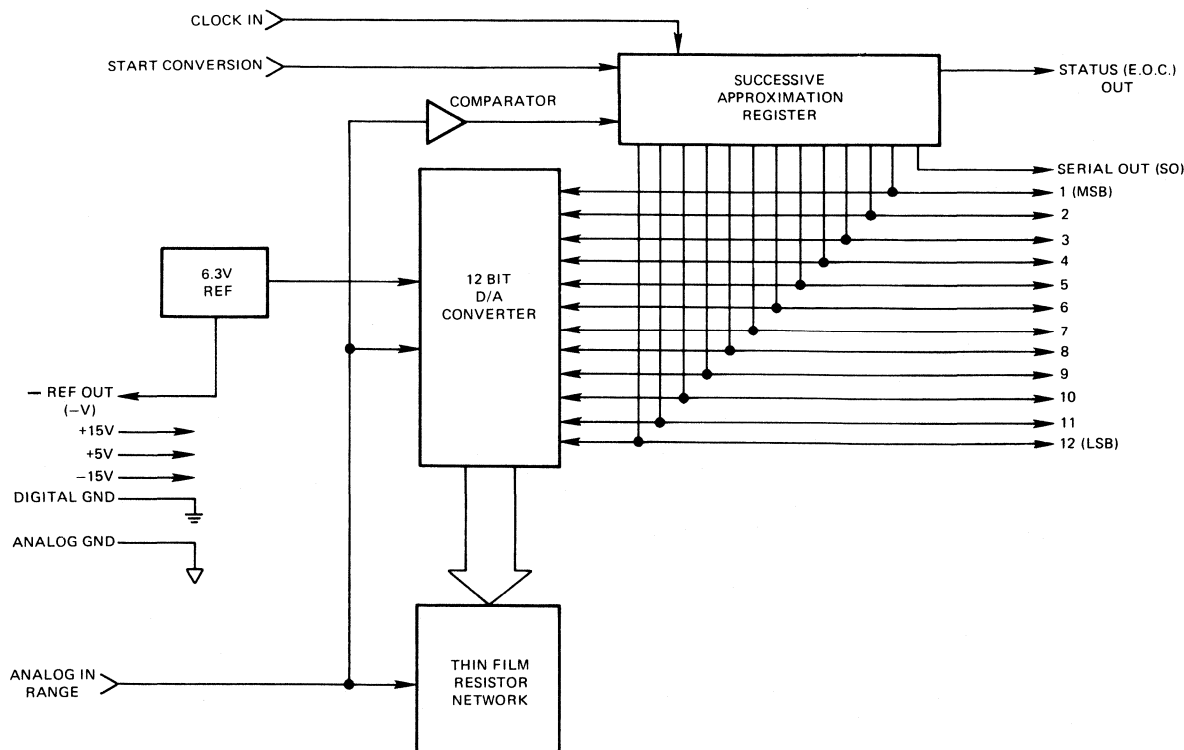 CLOCK IN
START CONVERSION
COMPARATOR
SUCCESSIVE
APPROXIMATION
REGISTER
STATUS (E.O.C.)
OUT
SERIAL OUT (SO)
1 (MSB)
2
3
4
5
6
7
8
9
10
11
12 (LSB)
12 BIT
D/A
CONVERTER
6.3V
REF
— REF OUT
(−V)
+15V
+5V
−15V
DIGITAL GND
ANALOG GND
ANALOG IN
RANGE
THIN FILM
RESISTOR
NETWORK